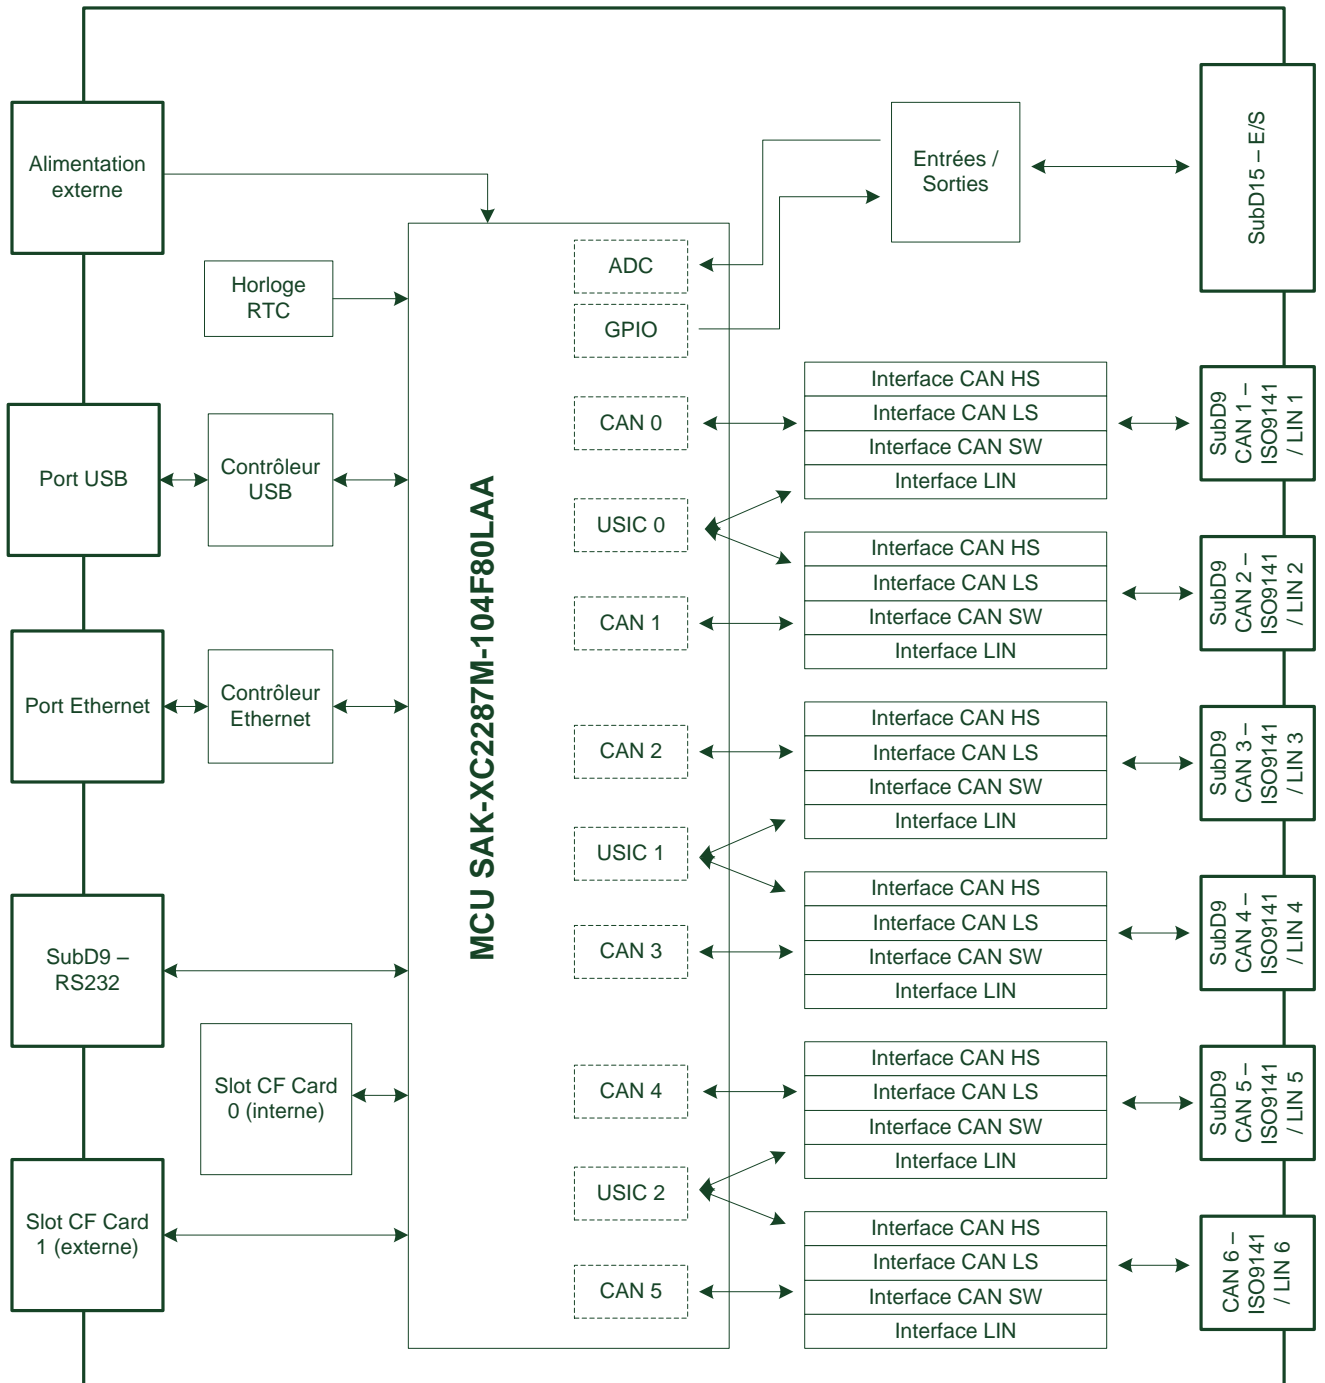 Alimentation
externe
Horloge
RTC
Port USB
Contrôleur
USB
Port Ethernet
Contrôleur
Ethernet
SubD9 –
RS232
Slot CF Card
0 (interne)
Slot CF Card
1 (externe)
MCU SAK-XC2287M-104F80LAA
ADC
GPIO
CAN 0
USIC 0
CAN 1
CAN 2
USIC 1
CAN 3
CAN 4
USIC 2
CAN 5
Entrées /
Sorties
SubD15 – E/S
Interface CAN HS
Interface CAN LS
Interface CAN SW
Interface LIN
SubD9
CAN 1 –
ISO9141
/ LIN 1
Interface CAN HS
Interface CAN LS
Interface CAN SW
Interface LIN
SubD9
CAN 2 –
ISO9141
/ LIN 2
Interface CAN HS
Interface CAN LS
Interface CAN SW
Interface LIN
SubD9
CAN 3 –
ISO9141
/ LIN 3
Interface CAN HS
Interface CAN LS
Interface CAN SW
Interface LIN
SubD9
CAN 4 –
ISO9141
/ LIN 4
Interface CAN HS
Interface CAN LS
Interface CAN SW
Interface LIN
SubD9
CAN 5 –
ISO9141
/ LIN 5
Interface CAN HS
Interface CAN LS
Interface CAN SW
Interface LIN
CAN 6 –
ISO9141
/ LIN 6